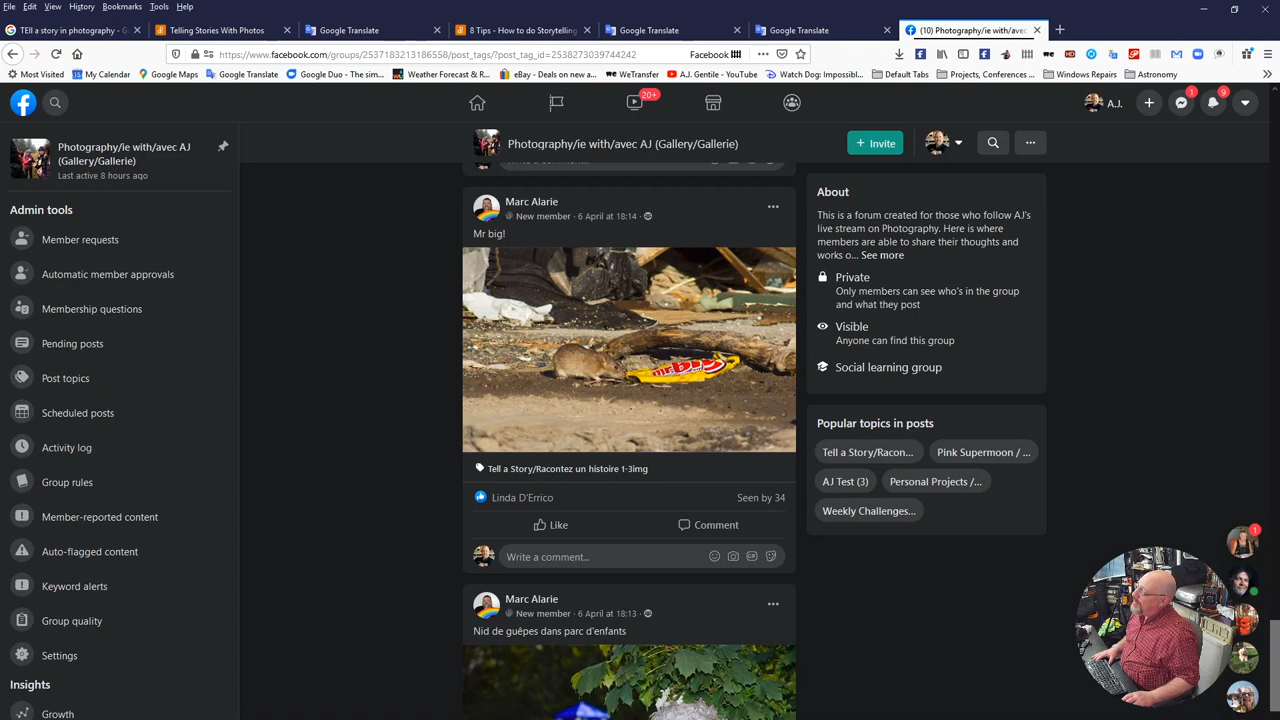 File Edit View History Bookmarks Tools Help
TEll a story in photography - G
Telling Stories With Photos
Google Translate
8 Tips - How to do Storytelling
Google Translate
Google Translate
(10) Photography/ie with/avec
https://www.facebook.com/groups/2537183213186558/post_tags/?post_tag_id=2538273039744242
Facebook
Most Visited
My Calendar
Google Maps
Google Translate
Google Duo - The sim...
Weather Forecast & R...
eBay - Deals on new a...
WeTransfer
A.J. Gentile - YouTube
Watch Dog: Impossibl...
Default Tabs
Projects, Conferences ...
Windows Repairs
Astronomy
20+
A.J.
1
9
Photography/ie with/avec AJ
(Gallery/Gallerie)
Last active 8 hours ago
Admin tools
Member requests
Automatic member approvals
Membership questions
Pending posts
Post topics
Scheduled posts
Activity log
Group rules
Member-reported content
Auto-flagged content
Keyword alerts
Group quality
Settings
Insights
Growth
Photography/ie with/avec AJ (Gallery/Gallerie)
+ Invite
Marc Alarie
New member · 6 April at 18:14 ·
Mr big!
mr.big
Tell a Story/Racontez un histoire 1-3img
Linda D'Errico
Seen by 34
Like
Comment
Write a comment...
Marc Alarie
New member · 6 April at 18:13 ·
Nid de guêpes dans parc d'enfants
About
This is a forum created for those who follow AJ's
live stream on Photography. Here is where
members are able to share their thoughts and
works o... See more
Private
Only members can see who's in the group
and what they post
Visible
Anyone can find this group
Social learning group
Popular topics in posts
Tell a Story/Racon...
Pink Supermoon / ...
AJ Test (3)
Personal Projects /...
Weekly Challenges...
1